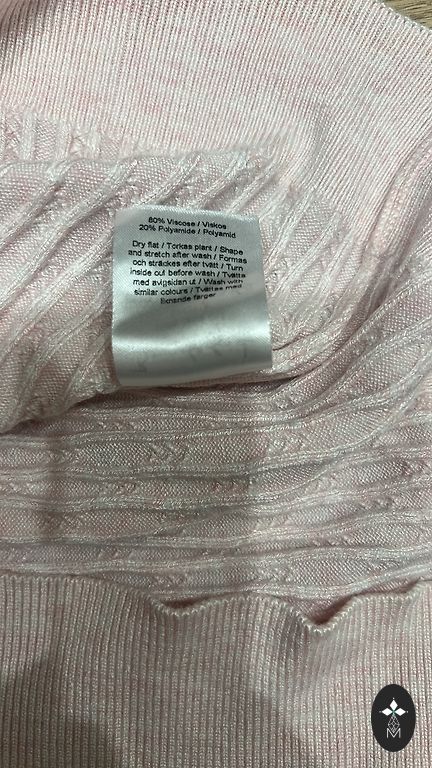 80% Viscose / Viskos
20% Polyamide / Polyamid
Dry flat / Torkas plant / Shape
and stretch after wash / Formas
och sträckes efter tvätt / Turn
inside out before wash / Tvätta
med avigsidan ut / Wash with
similar colours / Tvättas med
liknande färger
M